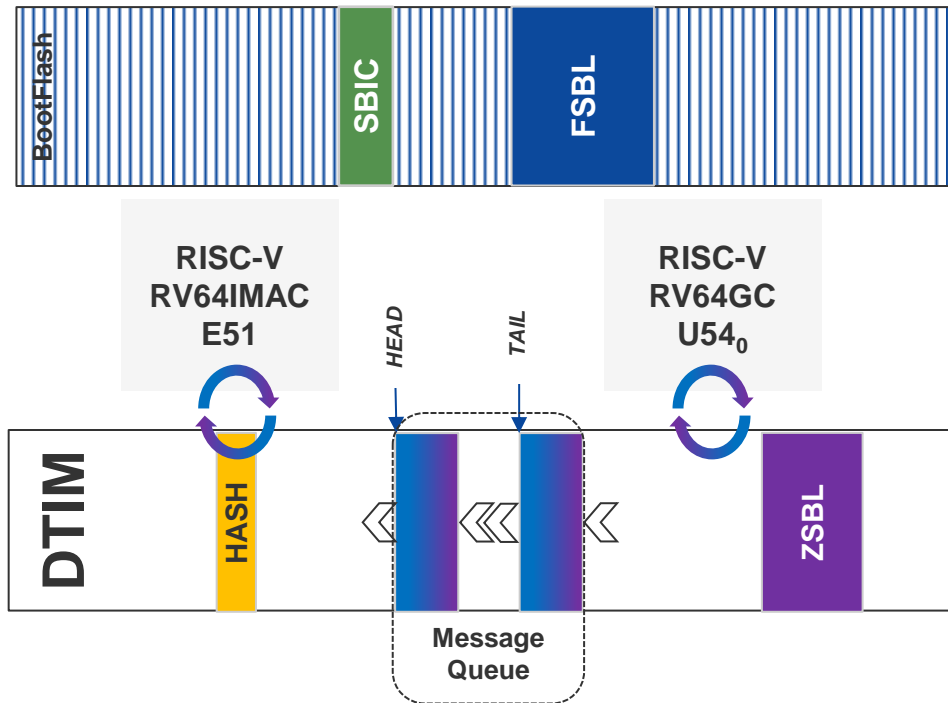 BootFlash
SBIC
FSBL
RISC-V
RV64IMAC
E51
RISC-V
RV64GC
U54₀
HEAD
TAIL
DTIM
HASH
ZSBL
Message
Queue